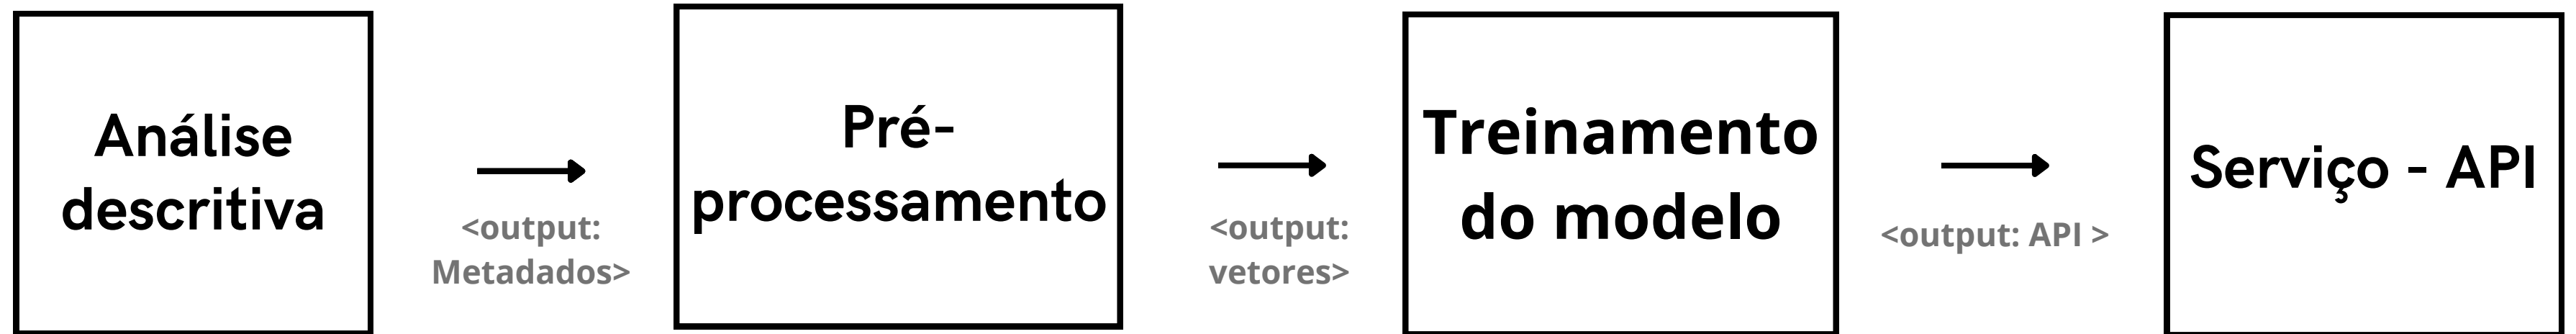 Análise
descritiva
<output:
Metadados>
Pré-
processamento
<output:
vetores>
Treinamento
do modelo
<output: API >
Serviço - API